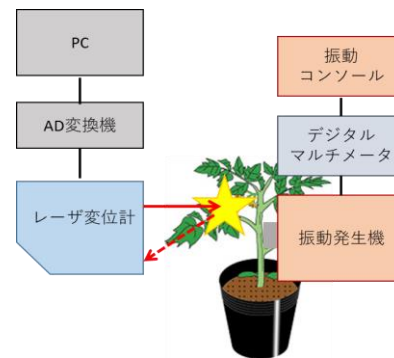 PC
AD変換機
レーザ変位計
振動
コンソール
デジタル
マルチメータ
振動発生機